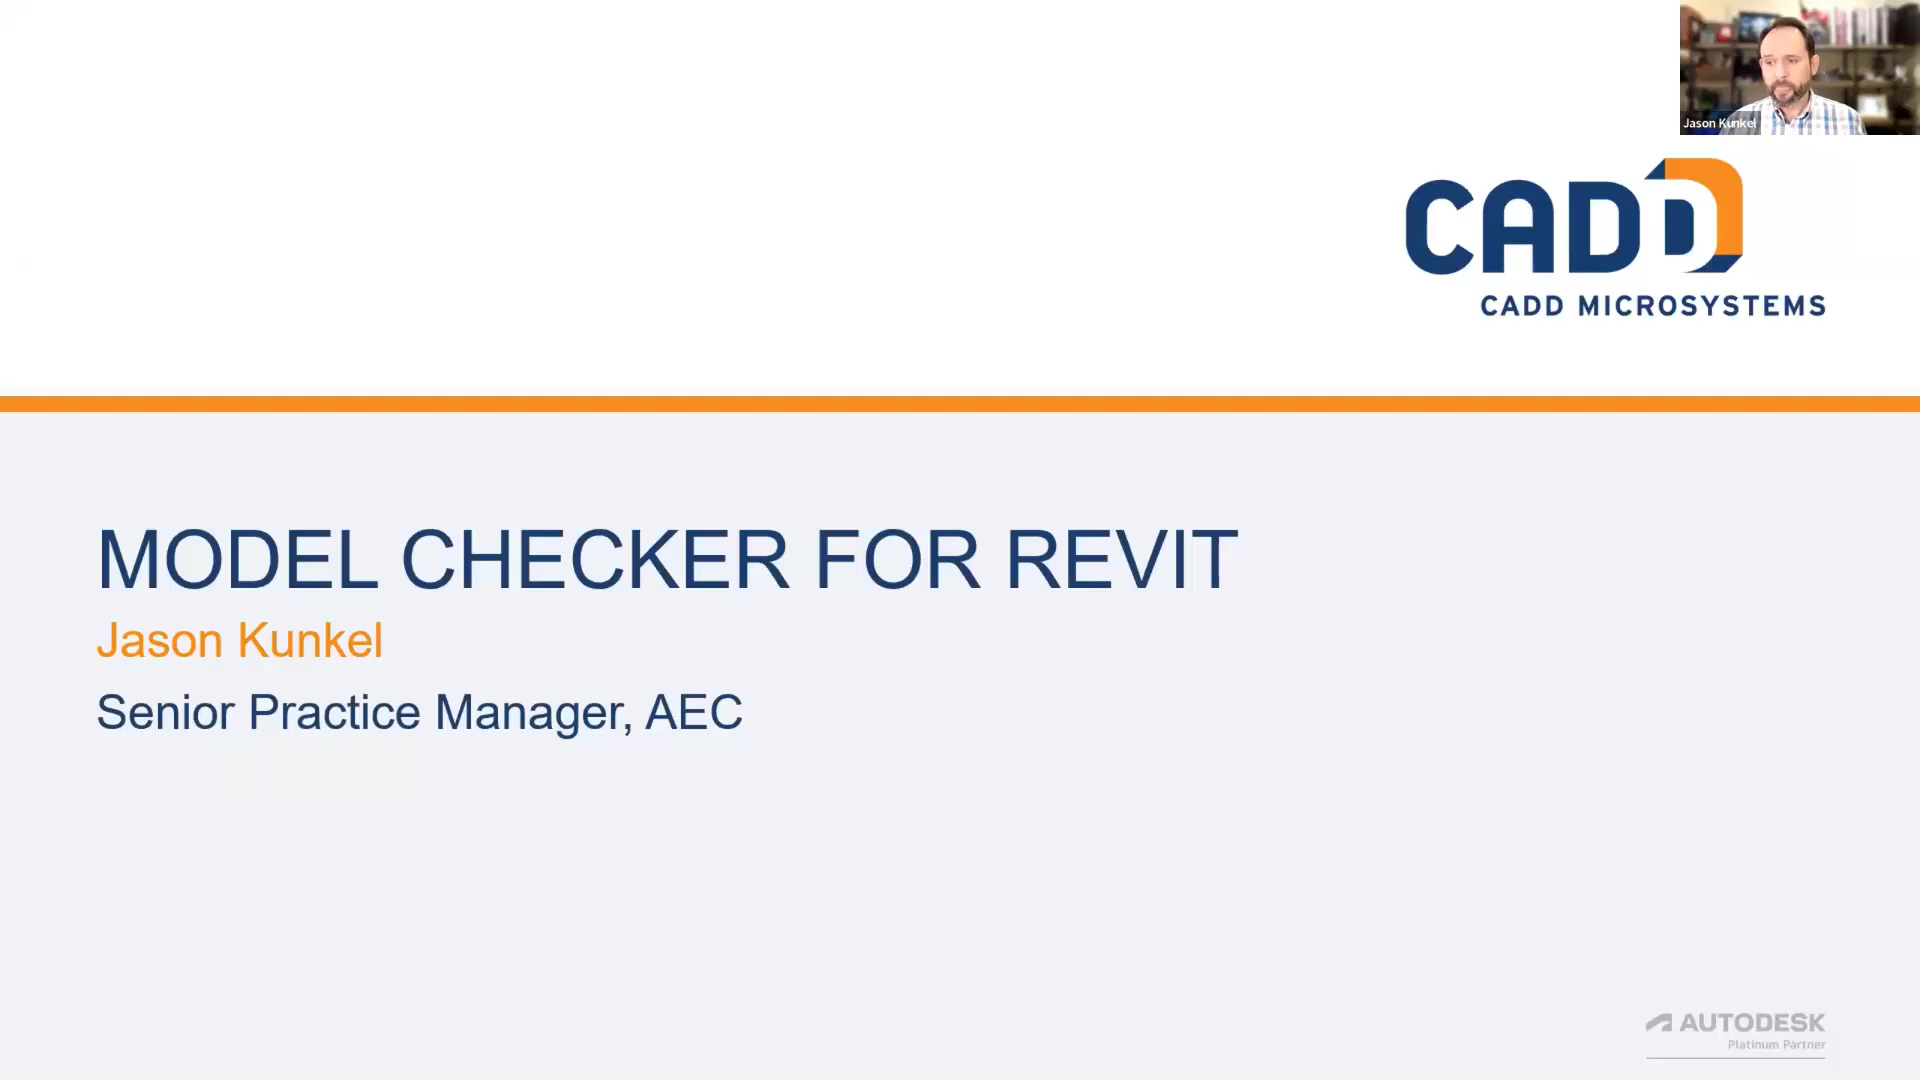 Jason Kunkel
CADD
CADD MICROSYSTEMS
MODEL CHECKER FOR REVIT
Jason Kunkel
Senior Practice Manager, AEC
AUTODESK
Platinum Partner